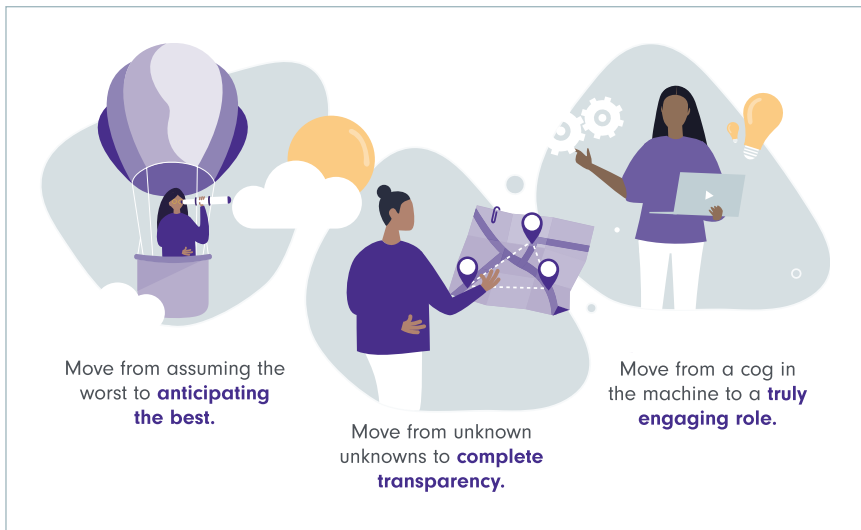 Move from assuming the
worst to anticipating
the best.
Move from unknown
unknowns to complete
transparency.
Move from a cog in
the machine to a truly
engaging role.